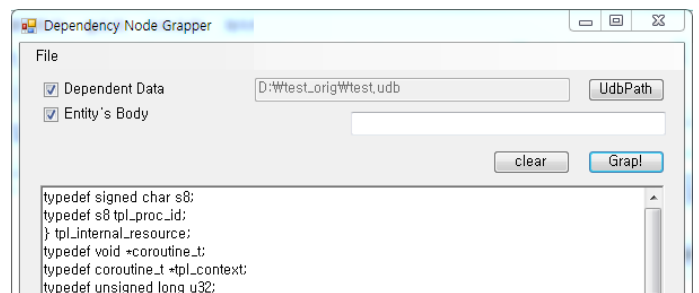 Dependency Node Grapper
File
Dependent Data D:₩test_orig₩test.udb UdbPath
Entity's Body
clear Grap!
typedef signed char s8;
typedef s8 tpl_proc_id;
} tpl_internal_resource;
typedef void *coroutine_t;
typedef coroutine_t *tpl_context;
typedef unsigned long u32;